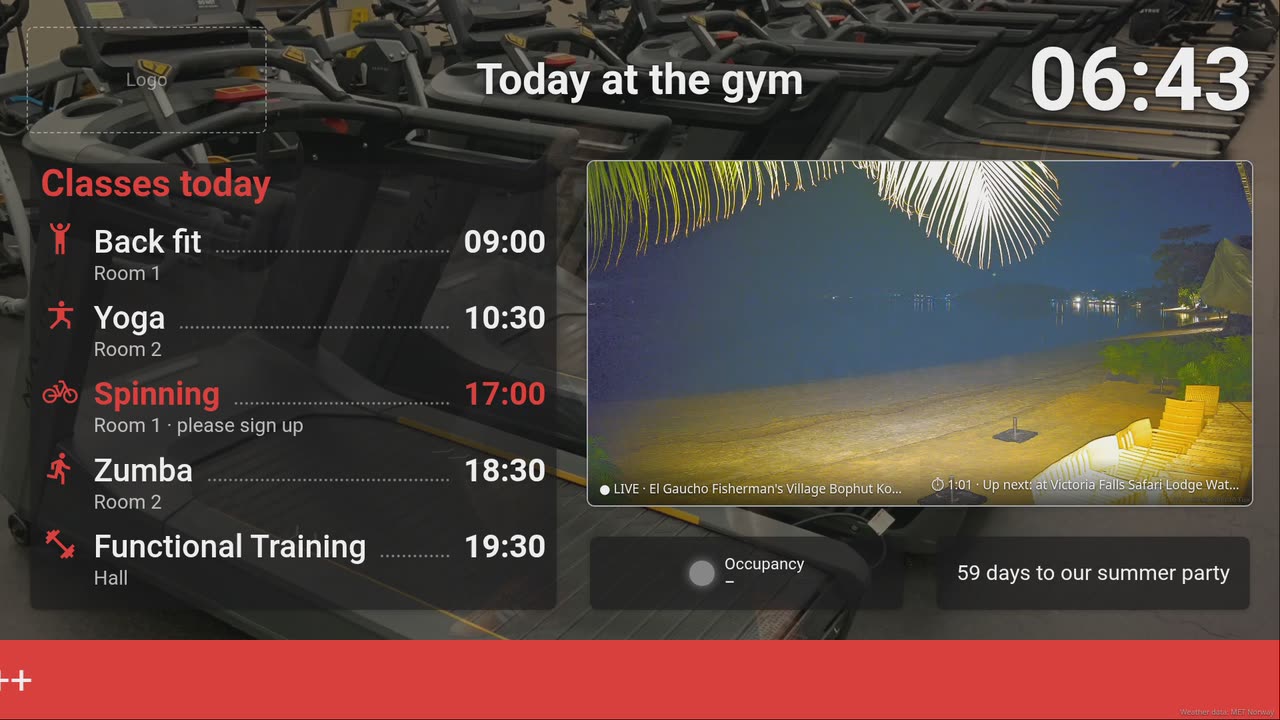 Logo
Today at the gym
06:43
Classes today
Back fit 09:00
Room 1
Yoga 10:30
Room 2
Spinning 17:00
Room 1 · please sign up
Zumba 18:30
Room 2
Functional Training 19:30
Hall
● LIVE · El Gaucho Fisherman's Village Bophut Ko...
⏱ 1:01 · Up next: at Victoria Falls Safari Lodge Wat...
Occupancy
–
59 days to our summer party
++
Weather data: MET Norway